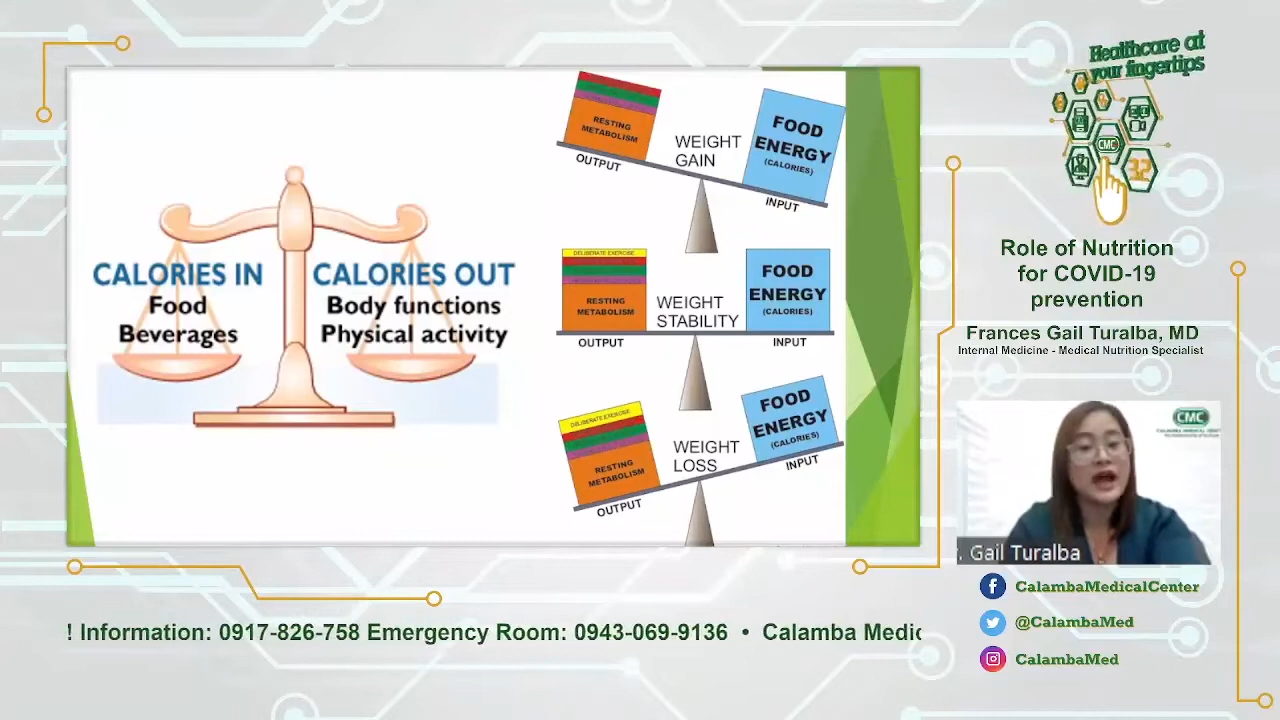 CALORIES IN
Food
Beverages
CALORIES OUT
Body functions
Physical activity
RESTING
METABOLISM
OUTPUT
WEIGHT
GAIN
FOOD
ENERGY
(CALORIES)
INPUT
DELIBERATE EXERCISE
RESTING
METABOLISM
OUTPUT
WEIGHT
STABILITY
FOOD
ENERGY
(CALORIES)
INPUT
DELIBERATE EXERCISE
RESTING
METABOLISM
OUTPUT
WEIGHT
LOSS
FOOD
ENERGY
(CALORIES)
INPUT
Healthcare at
your fingertips
CMC
32
Role of Nutrition
for COVID-19
prevention
Frances Gail Turalba, MD
Internal Medicine - Medical Nutrition Specialist
CMC
. Gail Turalba
CalambaMedicalCenter
@CalambaMed
CalambaMed
! Information: 0917-826-758 Emergency Room: 0943-069-9136 • Calamba Medic